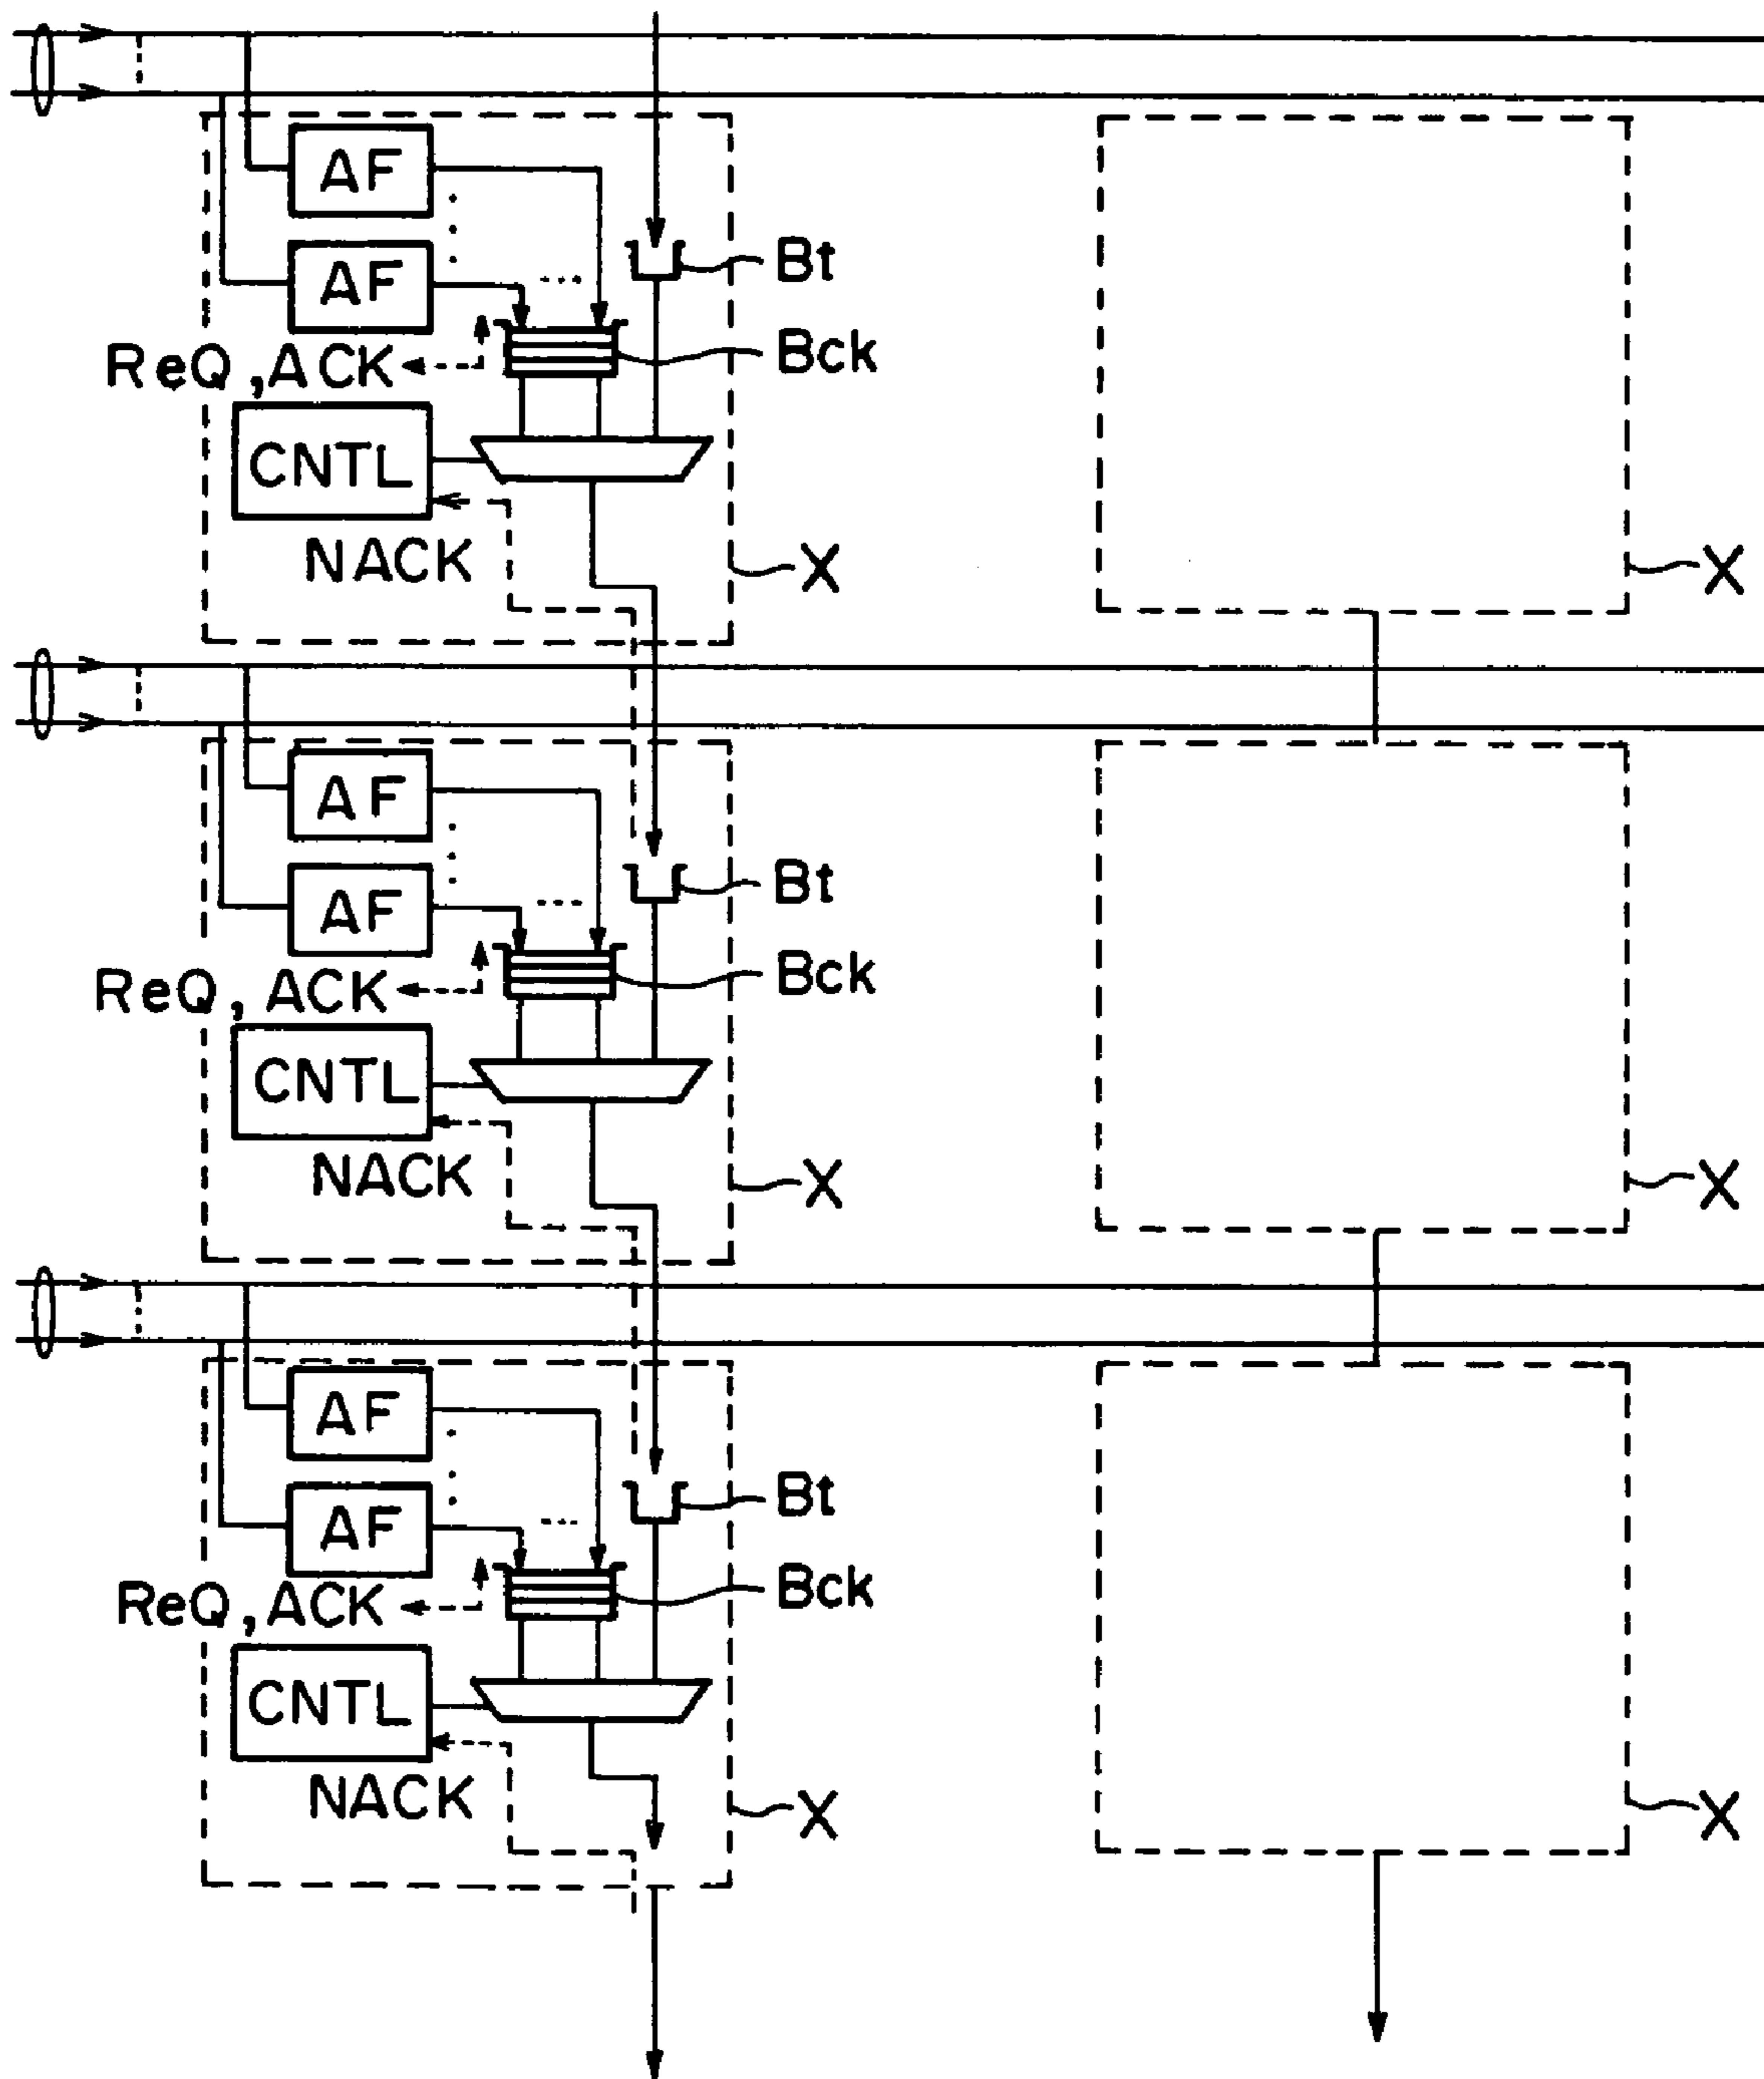 AF
AF
Bt
ReQ, ACK
Bck
CNTL
NACK
X
X
AF
AF
Bt
ReQ, ACK
Bck
CNTL
NACK
X
X
AF
AF
Bt
ReQ, ACK
Bck
CNTL
NACK
X
X